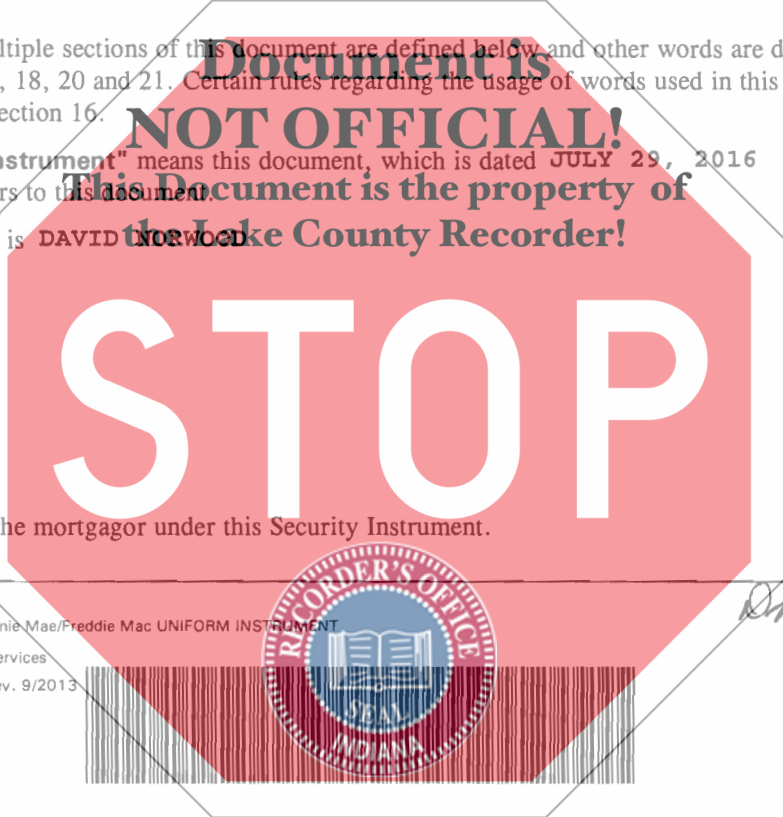 ltiple sections of this document are defined below and other words are d
Document is
, 18, 20 and 21. Certain rules regarding the usage of words used in this
ection 16.
NOT OFFICIAL!
nstrument" means this document, which is dated JULY 29, 2016
rs to this document.
This Document is the property of
is DAVID NORWOOD
the Lake County Recorder!
STOP
he mortgagor under this Security Instrument.
nie Mae/Freddie Mac UNIFORM INSTRUMENT
ervices
ev. 9/2013
RECORDER'S OFFICE
SEAL
INDIANA